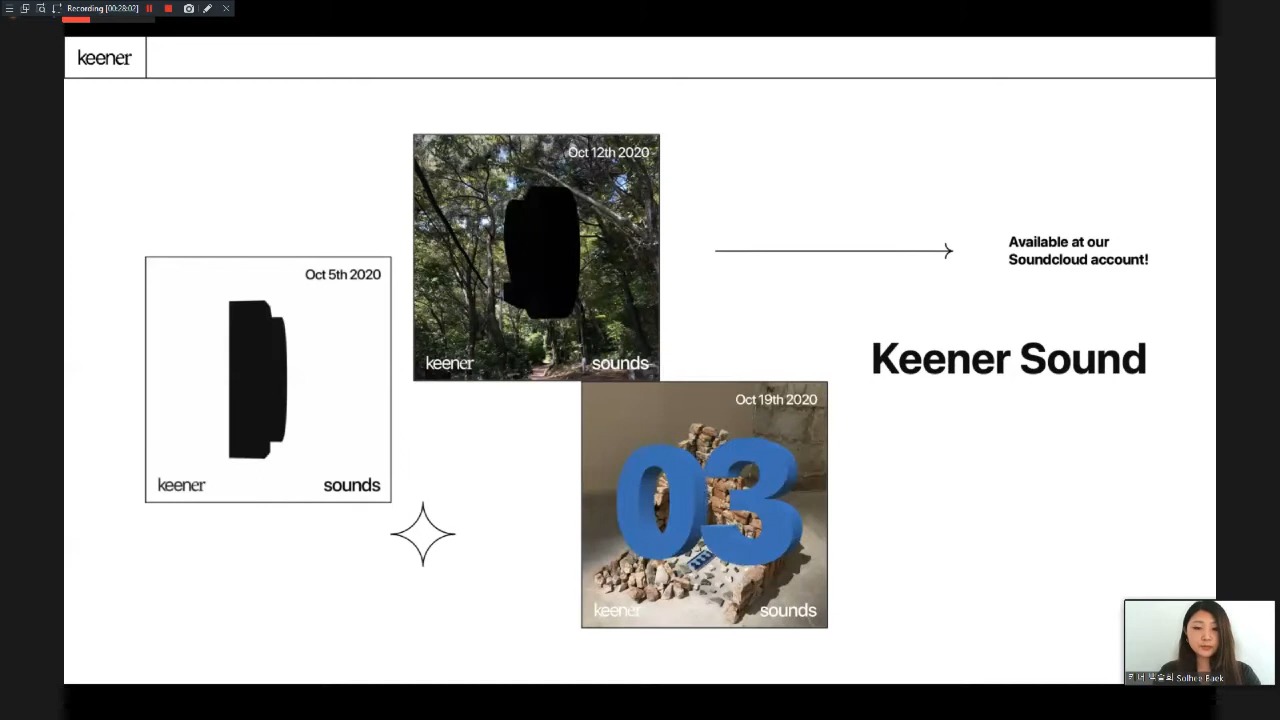 Recording [00:28:02]
keener
Oct 12th 2020
keener
sounds
Available at our
Soundcloud account!
Oct 5th 2020
keener
sounds
Keener Sound
Oct 19th 2020
03
keener
sounds
Solhee Baek